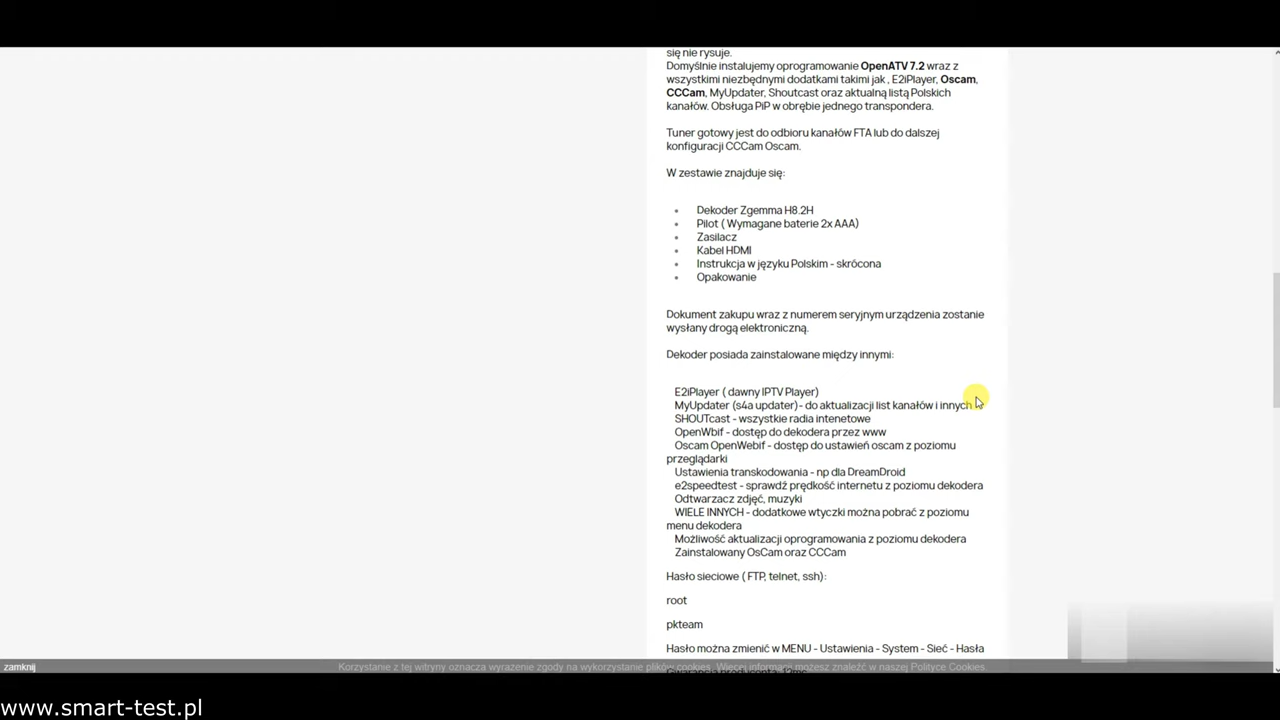 się nie rysuje.
Domyślnie instalujemy oprogramowanie OpenATV 7.2 wraz z
wszystkimi niezbędnymi dodatkami takimi jak , E2iPlayer, Oscam,
CCCam, MyUpdater, Shoutcast oraz aktualną listą Polskich
kanałów. Obsługa PiP w obrębie jednego transpondera.
Tuner gotowy jest do odbioru kanałów FTA lub do dalszej
konfiguracji CCCam Oscam.
W zestawie znajduje się:
Dekoder Zgemma H8.2H
Pilot ( Wymagane baterie 2x AAA)
Zasilacz
Kabel HDMI
Instrukcja w języku Polskim - skrócona
Opakowanie
Dokument zakupu wraz z numerem seryjnym urządzenia zostanie
wysłany drogą elektroniczną.
Dekoder posiada zainstalowane między innymi:
E2iPlayer ( dawny IPTV Player)
MyUpdater (s4a updater)- do aktualizacji list kanałów i innych
SHOUTcast - wszystkie radia intenetowe
OpenWbif - dostęp do dekodera przez www
Oscam OpenWebif - dostęp do ustawień oscam z poziomu
przeglądarki
Ustawienia transkodowania - np dla DreamDroid
e2speedtest - sprawdź prędkość internetu z poziomu dekodera
Odtwarzacz zdjęć, muzyki
WIELE INNYCH - dodatkowe wtyczki można pobrać z poziomu
menu dekodera
Możliwość aktualizacji oprogramowania z poziomu dekodera
Zainstalowany OsCam oraz CCCam
Hasło sieciowe ( FTP, telnet, ssh):
root
pkteam
Hasło można zmienić w MENU - Ustawienia - System - Sieć - Hasła
zamknij
Korzystanie z tej witryny oznacza wyrażenie zgody na wykorzystanie plików cookies. Więcej informacji możesz znaleźć w naszej Polityce Cookies.
www.smart-test.pl